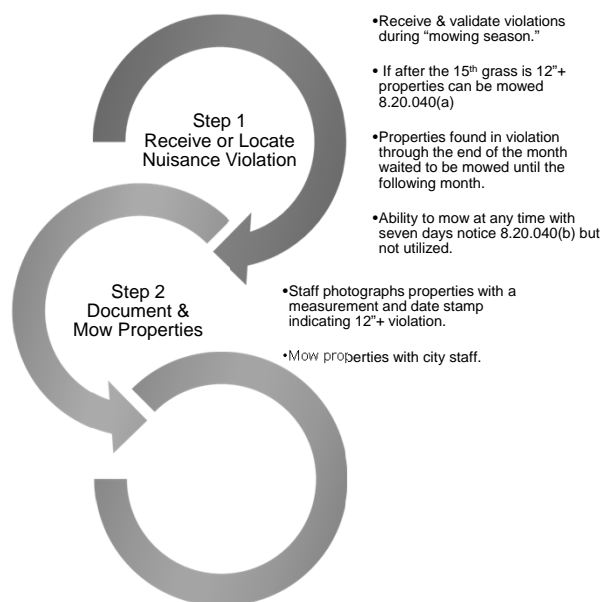 Step 1
Receive or Locate
Nuisance Violation
•Receive & validate violations
during “mowing season.”
• If after the 15th grass is 12”+
properties can be mowed
8.20.040(a)
•Properties found in violation
through the end of the month
waited to be mowed until the
following month.
•Ability to mow at any time with
seven days notice 8.20.040(b) but
not utilized.
Step 2
Document &
Mow Properties
•Staff photographs properties with a
measurement and date stamp
indicating 12”+ violation.
•Mow properties with city staff.